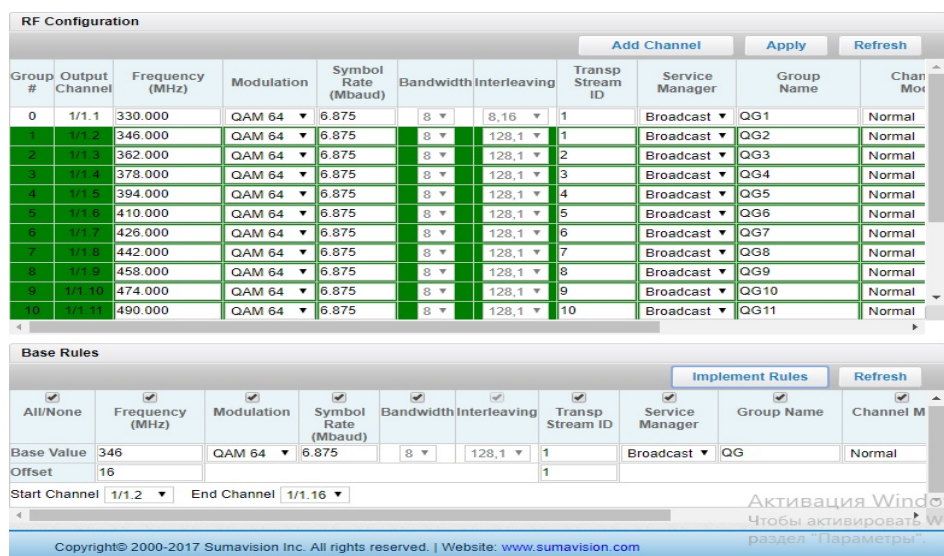 RF Configuration
Add Channel Apply Refresh
Group # Output Channel Frequency (MHz) Modulation Symbol Rate (Mbaud) Bandwidth Interleaving Transp Stream ID Service Manager Group Name Chan Mod
0 1/1.1 330.000 QAM 64 6.875 8 8,16 1 Broadcast QG1 Normal
1 1/1.2 346.000 QAM 64 6.875 8 128,1 1 Broadcast QG2 Normal
2 1/1.3 362.000 QAM 64 6.875 8 128,1 2 Broadcast QG3 Normal
3 1/1.4 378.000 QAM 64 6.875 8 128,1 3 Broadcast QG4 Normal
4 1/1.5 394.000 QAM 64 6.875 8 128,1 4 Broadcast QG5 Normal
5 1/1.6 410.000 QAM 64 6.875 8 128,1 5 Broadcast QG6 Normal
6 1/1.7 426.000 QAM 64 6.875 8 128,1 6 Broadcast QG7 Normal
7 1/1.8 442.000 QAM 64 6.875 8 128,1 7 Broadcast QG8 Normal
8 1/1.9 458.000 QAM 64 6.875 8 128,1 8 Broadcast QG9 Normal
9 1/1.10 474.000 QAM 64 6.875 8 128,1 9 Broadcast QG10 Normal
10 1/1.11 490.000 QAM 64 6.875 8 128,1 10 Broadcast QG11 Normal
Base Rules
Implement Rules Refresh
All/None Frequency (MHz) Modulation Symbol Rate (Mbaud) Bandwidth Interleaving Transp Stream ID Service Manager Group Name Channel M
Base Value 346 QAM 64 6.875 8 128,1 1 Broadcast QG Normal
Offset 16 1
Start Channel 1/1.2 End Channel 1/1.16
Активация Windo
Чтобы активировать W
раздел "Параметры".
Copyright© 2000-2017 Sumavision Inc. All rights reserved. | Website: www.sumavision.com